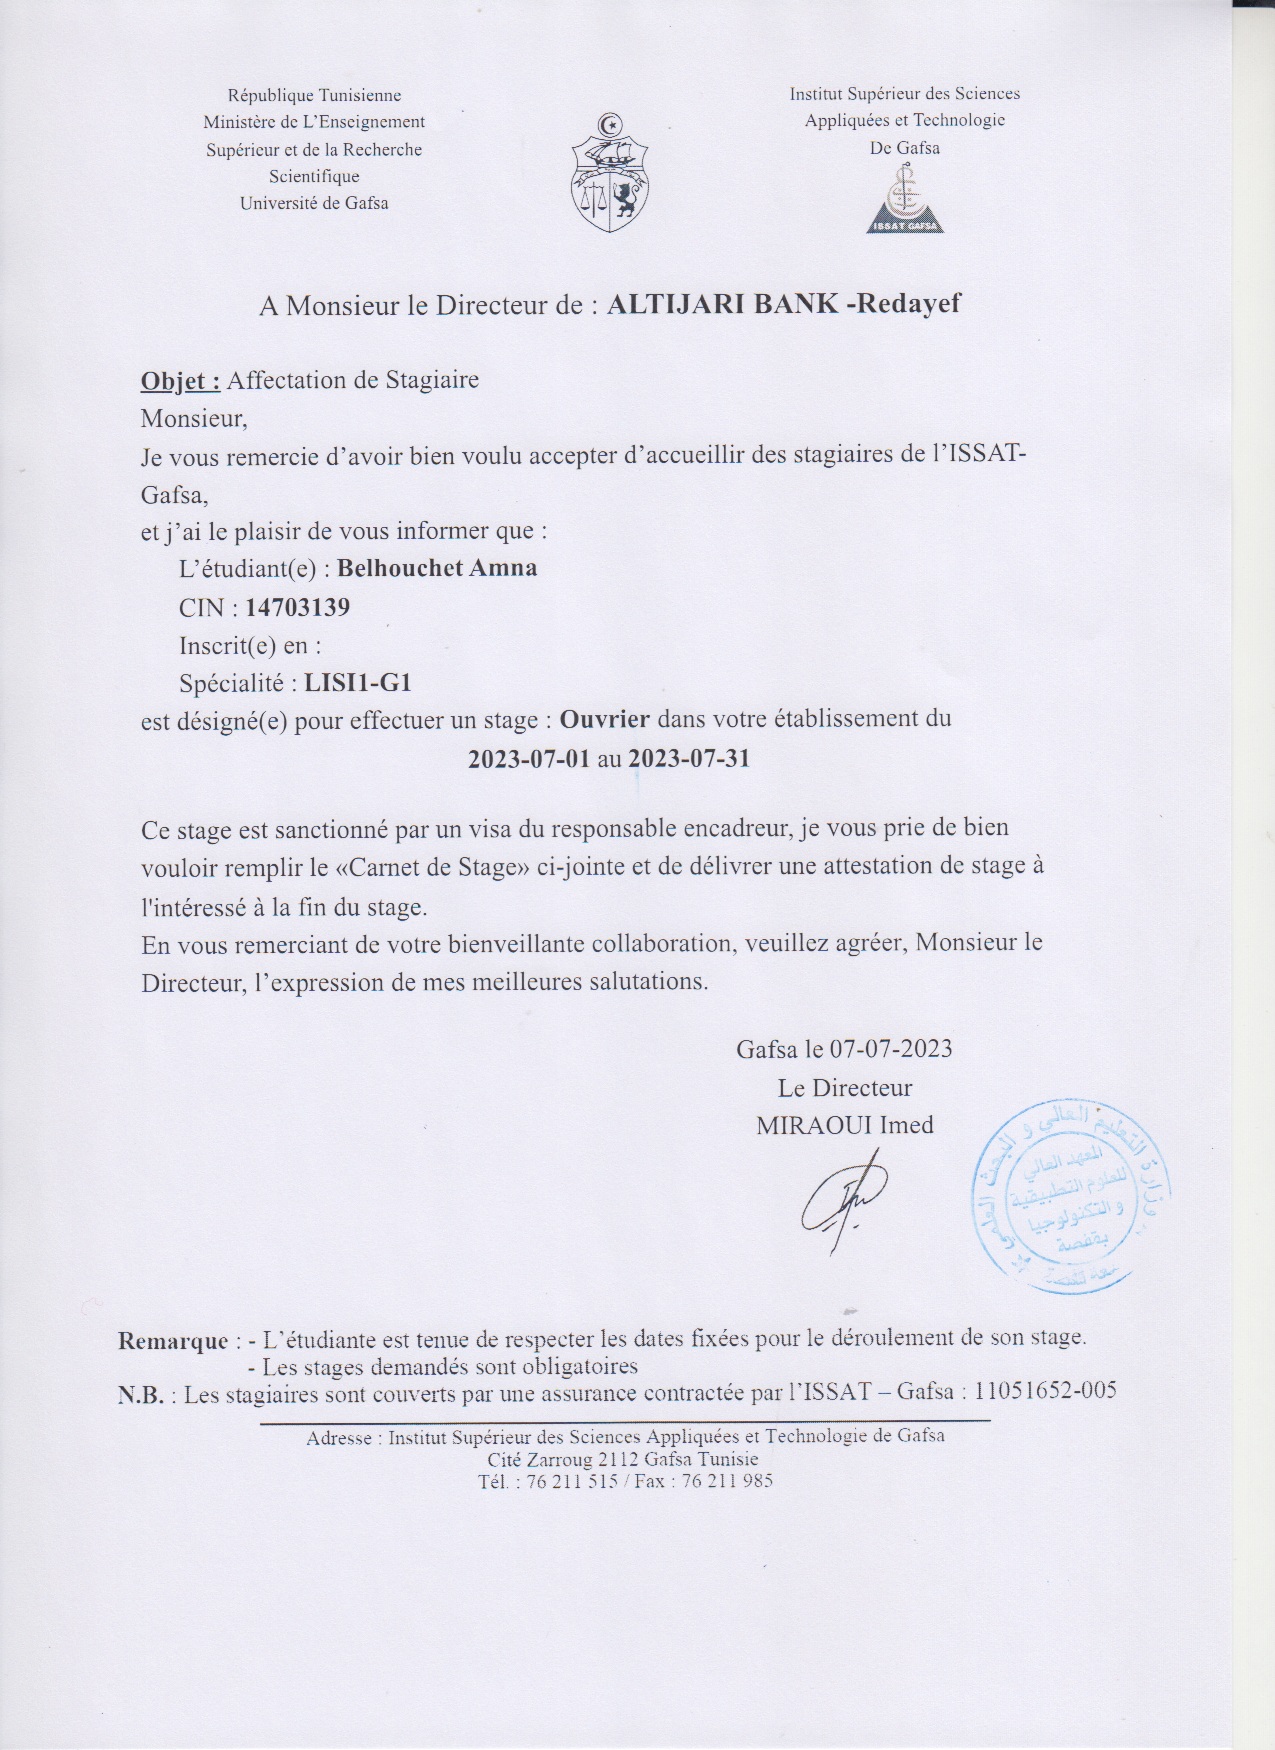 République Tunisienne
Ministère de L’Enseignement
Supérieur et de la Recherche
Scientifique
Université de Gafsa
Institut Supérieur des Sciences
Appliquées et Technologie
De Gafsa
ISSAT GAFSA
A Monsieur le Directeur de : ALTIJARI BANK -Redayef
Objet : Affectation de Stagiaire
Monsieur,
Je vous remercie d’avoir bien voulu accepter d’accueillir des stagiaires de l’ISSAT-
Gafsa,
et j’ai le plaisir de vous informer que :
L’étudiant(e) : Belhouchet Amna
CIN : 14703139
Inscrit(e) en :
Spécialité : LISI1-G1
est désigné(e) pour effectuer un stage : Ouvrier dans votre établissement du
2023-07-01 au 2023-07-31
Ce stage est sanctionné par un visa du responsable encadreur, je vous prie de bien
vouloir remplir le «Carnet de Stage» ci-jointe et de délivrer une attestation de stage à
l'intéressé à la fin du stage.
En vous remerciant de votre bienveillante collaboration, veuillez agréer, Monsieur le
Directeur, l’expression de mes meilleures salutations.
Gafsa le 07-07-2023
Le Directeur
MIRAOUI Imed
وزارة التعليم العالي و البحث العلمي
المعهد العالي
للعلوم التطبيقية
و التكنولوجيا
بقفصة
Remarque : - L’étudiante est tenue de respecter les dates fixées pour le déroulement de son stage.
- Les stages demandés sont obligatoires
N.B. : Les stagiaires sont couverts par une assurance contractée par l’ISSAT – Gafsa : 11051652-005
Adresse : Institut Supérieur des Sciences Appliquées et Technologie de Gafsa
Cité Zarroug 2112 Gafsa Tunisie
Tél. : 76 211 515 / Fax : 76 211 985